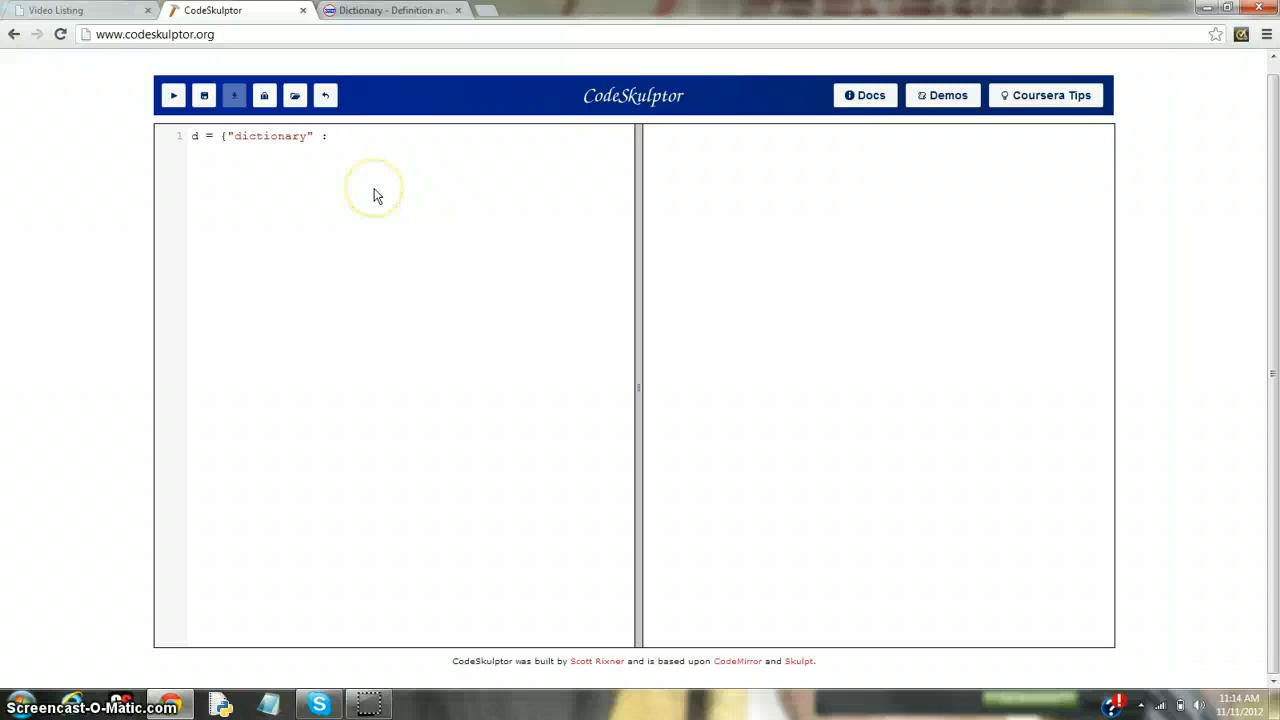 Video Listing
CodeSkulptor
Dictionary - Definition an
www.codeskulptor.org
CodeSkulptor
Docs
Demos
Coursera Tips
1 d = {"dictionary" :
CodeSkulptor was built by Scott Rixner and is based upon CodeMirror and Skulpt.
11:14 AM
11/11/2012
Screencast-O-Matic.com